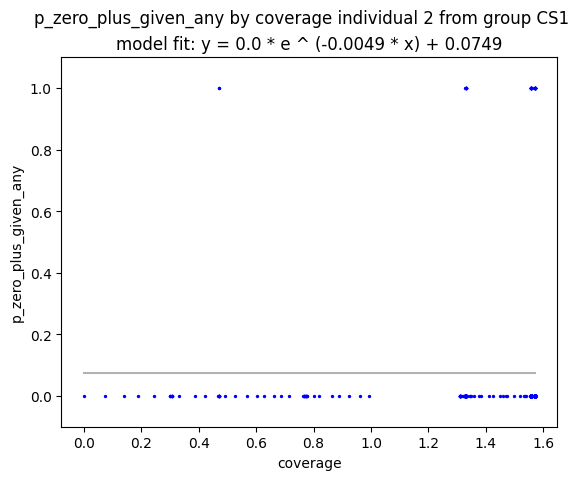 p_zero_plus_given_any by coverage individual 2 from group CS1
model fit: y = 0.0 * e ^ (-0.0049 * x) + 0.0749
1.0
0.8
0.6
0.4
0.2
0.0
p_zero_plus_given_any
0.0 0.2 0.4 0.6 0.8 1.0 1.2 1.4 1.6
coverage